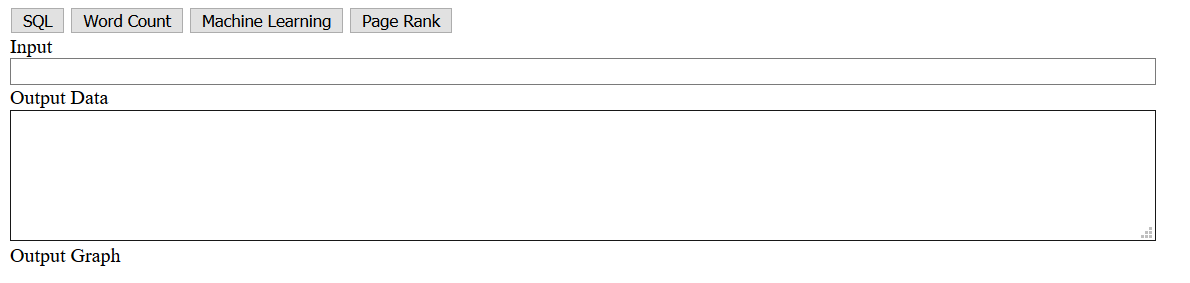 SQL Word Count Machine Learning Page Rank
Input
Output Data
Output Graph